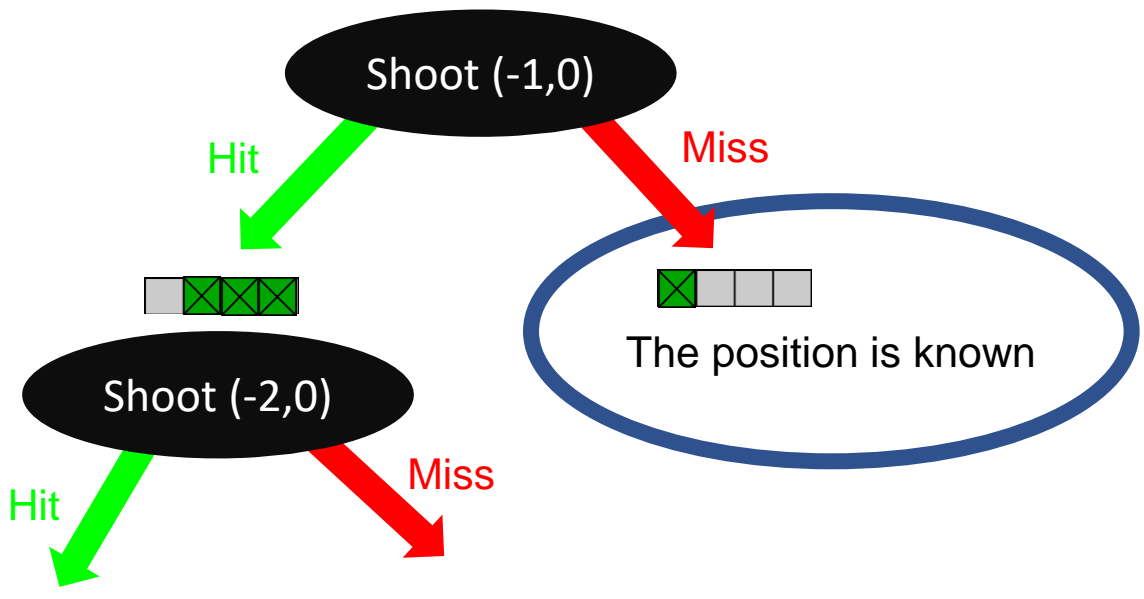 Shoot (-1,0)
Hit
Miss
The position is known
Shoot (-2,0)
Hit
Miss